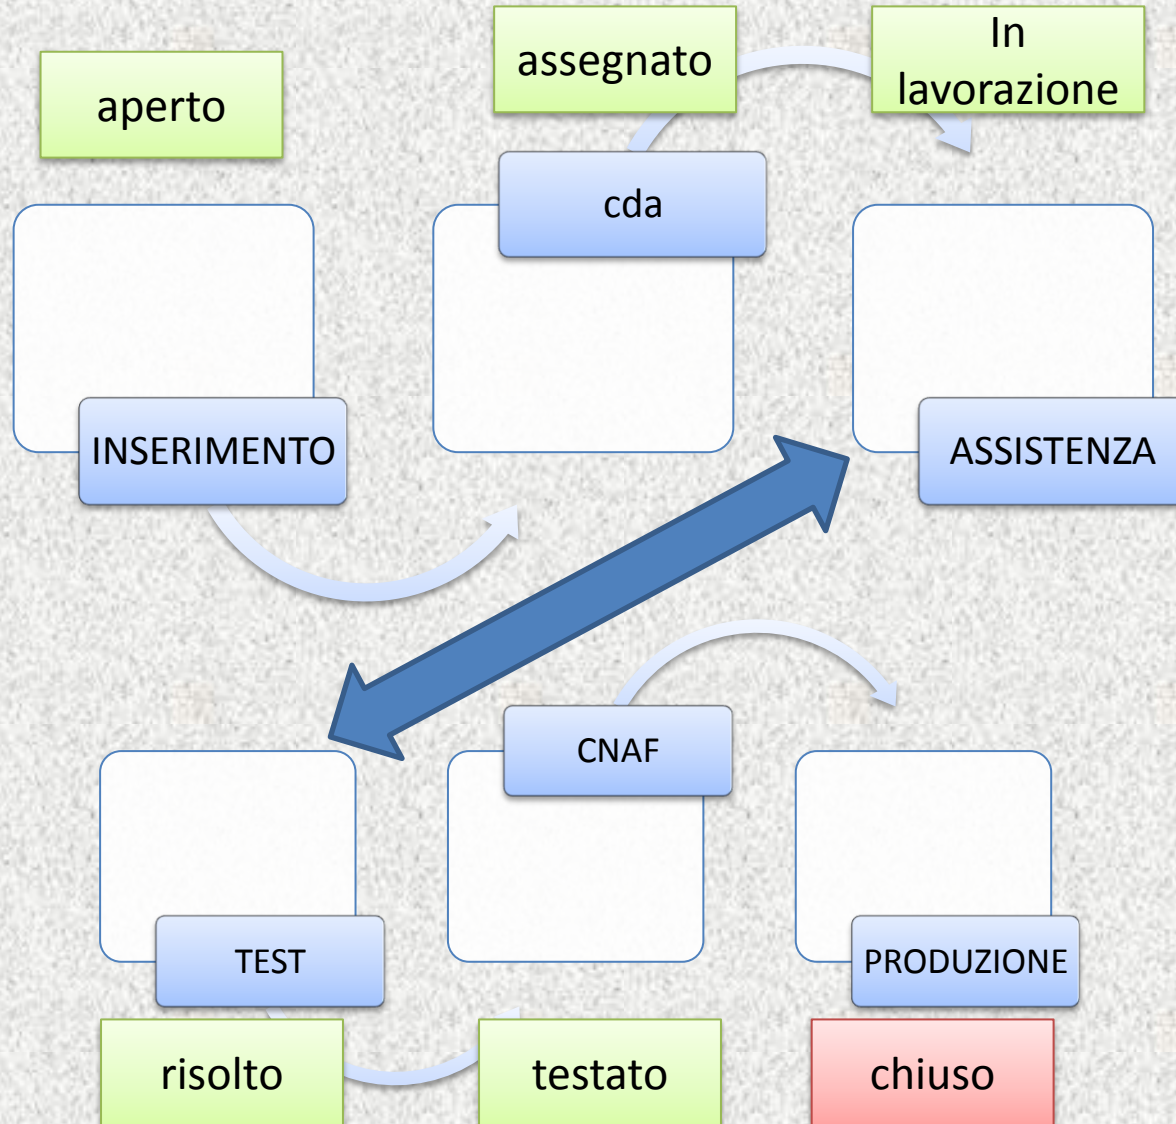 aperto
assegnato
In
lavorazione
cda
INSERIMENTO
ASSISTENZA
CNAF
TEST
PRODUZIONE
risolto
testato
chiuso